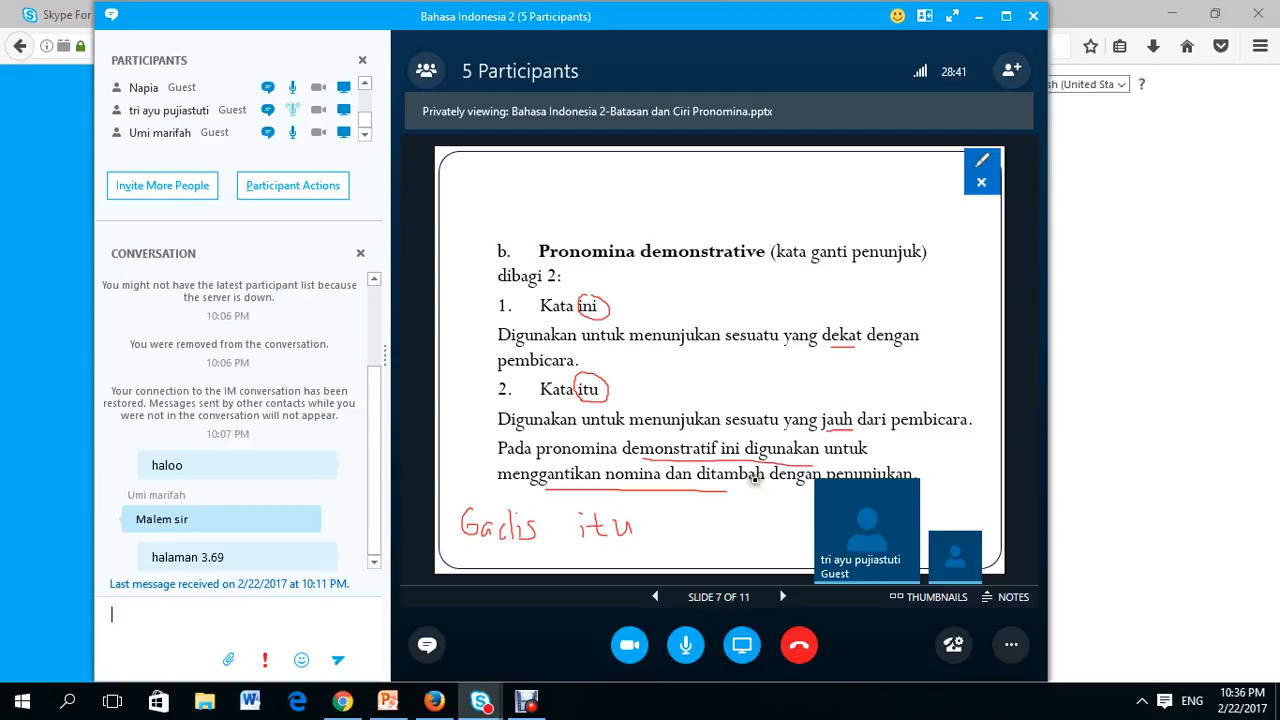 Skype For
Bahasa Indonesia 2 (5 Participants)
sh (United Sta
?
PARTICIPANTS
Napia Guest
tri ayu pujiastuti Guest
Umi marifah Guest
Invite More People
Participant Actions
CONVERSATION
You might not have the latest participant list because
the server is down.
10:06 PM
You were removed from the conversation.
10:06 PM
Your connection to the IM conversation has been
restored. Messages sent by other contacts while you
were not in the conversation will not appear.
10:07 PM
haloo
Umi marifah
Malem sir
halaman 3.69
Last message received on 2/22/2017 at 10:11 PM.
5 Participants
28:41
Privately viewing: Bahasa Indonesia 2-Batasan dan Ciri Pronomina.pptx
b. Pronomina demonstrative (kata ganti penunjuk)
dibagi 2:
1. Kata ini
Digunakan untuk menunjukan sesuatu yang dekat dengan
pembicara.
2. Kata itu
Digunakan untuk menunjukan sesuatu yang jauh dari pembicara.
Pada pronomina demonstratif ini digunakan untuk
menggantikan nomina dan ditambah dengan penunjukan.
Gadis itu
tri ayu pujiastuti
Guest
SLIDE 7 OF 11
THUMBNAILS
NOTES
ENG
10:36 PM
2/22/2017